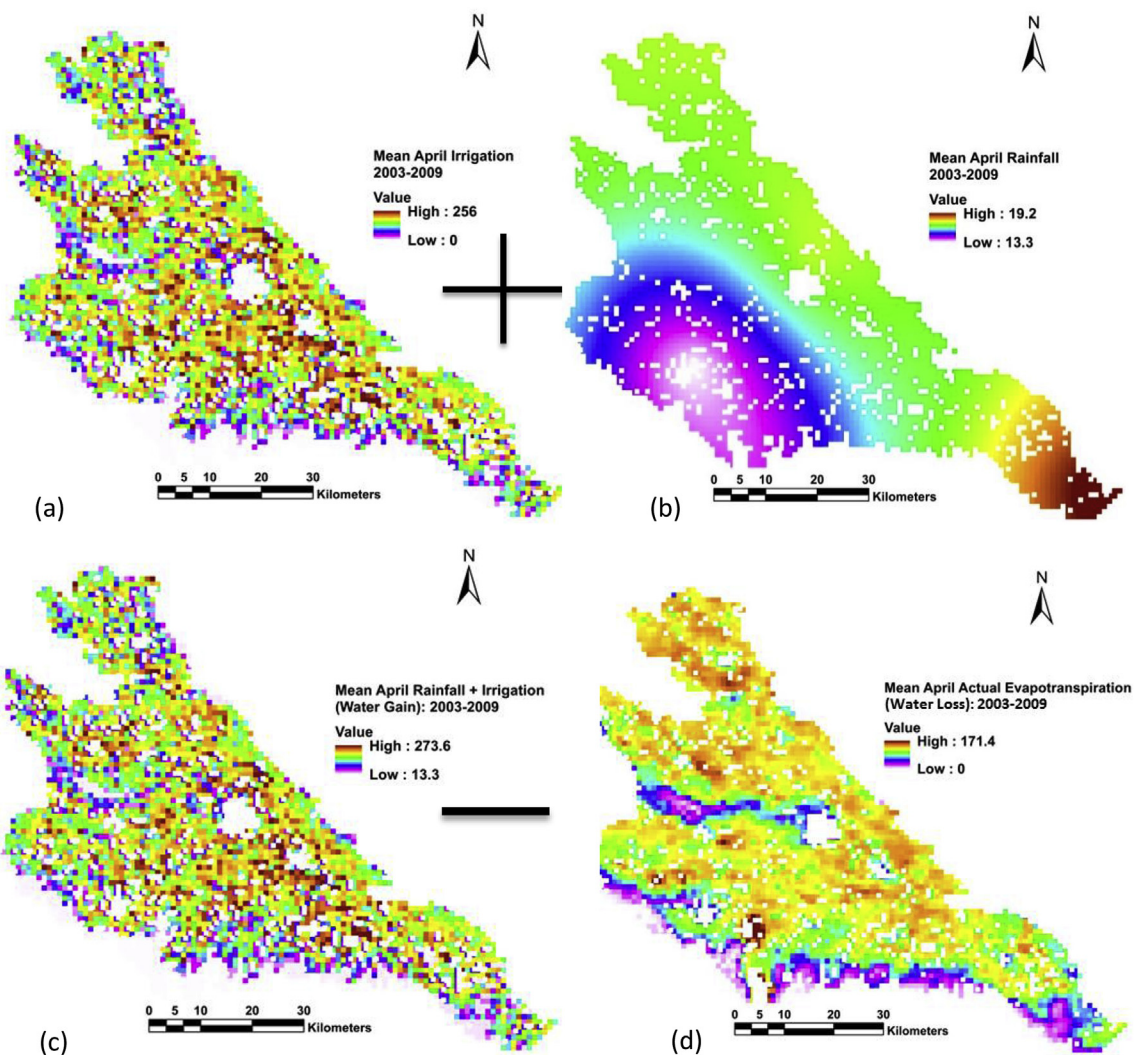 N
Mean April Irrigation
2003-2009
Value
High : 256
Low : 0
0 5 10 20 30
Kilometers
(a)
N
Mean April Rainfall
2003-2009
Value
High : 19.2
Low : 13.3
0 5 10 20 30
Kilometers
(b)
N
Mean April Rainfall + Irrigation
(Water Gain): 2003-2009
Value
High : 273.6
Low : 13.3
0 5 10 20 30
Kilometers
(c)
N
Mean April Actual Evapotranspiration
(Water Loss): 2003-2009
Value
High : 171.4
Low : 0
0 5 10 20 30
Kilometers
(d)